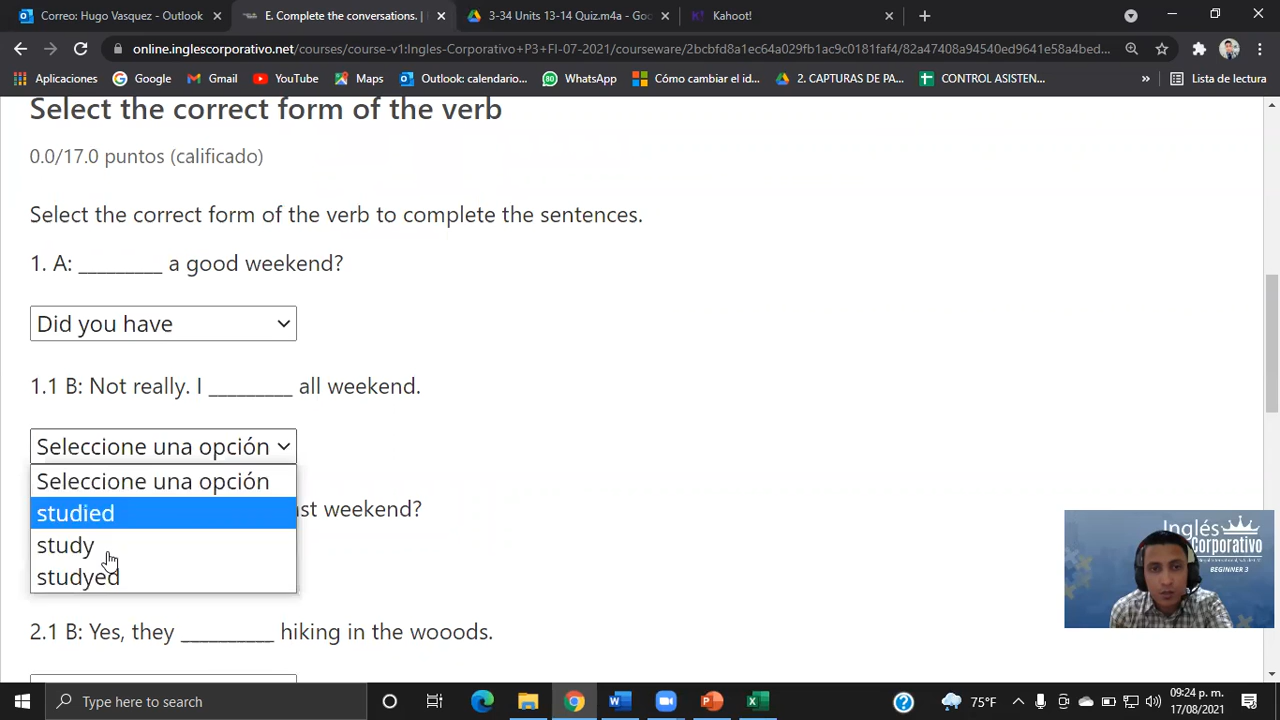 Correo: Hugo Vasquez - Outlook
E. Complete the conversations. |
3-34 Units 13-14 Quiz.m4a - Goo
Kahoot!
online.inglescorporativo.net/courses/course-v1:Ingles-Corporativo+P3+FI-07-2021/courseware/2bcbfd8a1ec64a029fb1ac9c0181faf4/82a47408a94540ed9641e58a4bed...
Aplicaciones
Google
Gmail
YouTube
Maps
Outlook: calendario...
WhatsApp
Cómo cambiar el id...
2. CAPTURAS DE PA...
CONTROL ASISTEN...
»
Lista de lectura
Select the correct form of the verb
0.0/17.0 puntos (calificado)
Select the correct form of the verb to complete the sentences.
1. A: _________ a good weekend?
Did you have
1.1 B: Not really. I _________ all weekend.
Seleccione una opción
Seleccione una opción
studied
ast weekend?
study
studyed
2.1 B: Yes, they __________ hiking in the wooods.
Inglés
Corporativo
BEGINNER 3
Type here to search
75°F
09:24 p. m.
17/08/2021